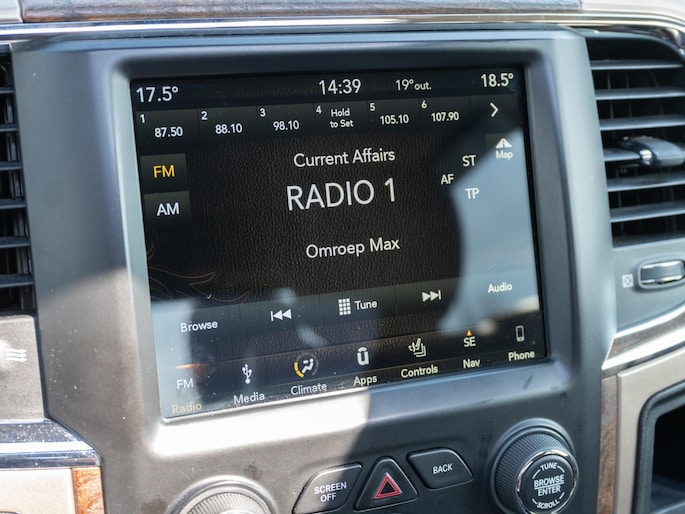 17.5° 14:39 19°out. 18.5°
1 87.50 2 88.10 3 98.10 4 Hold to Set 5 105.10 6 107.90
Map
FM Current Affairs ST
RADIO 1 AF
AM TP
Omroep Max
Browse Tune Audio
FM SE
Radio Media Climate Apps Controls Nav Phone
SCREEN OFF BACK
TUNE
BROWSE
ENTER
SCROLL